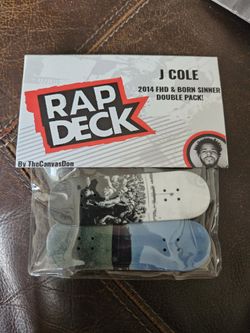 J COLE
2014 FHD & BORN SINNER
DOUBLE PACK!
RAP
DECK
By TheCanvasDon